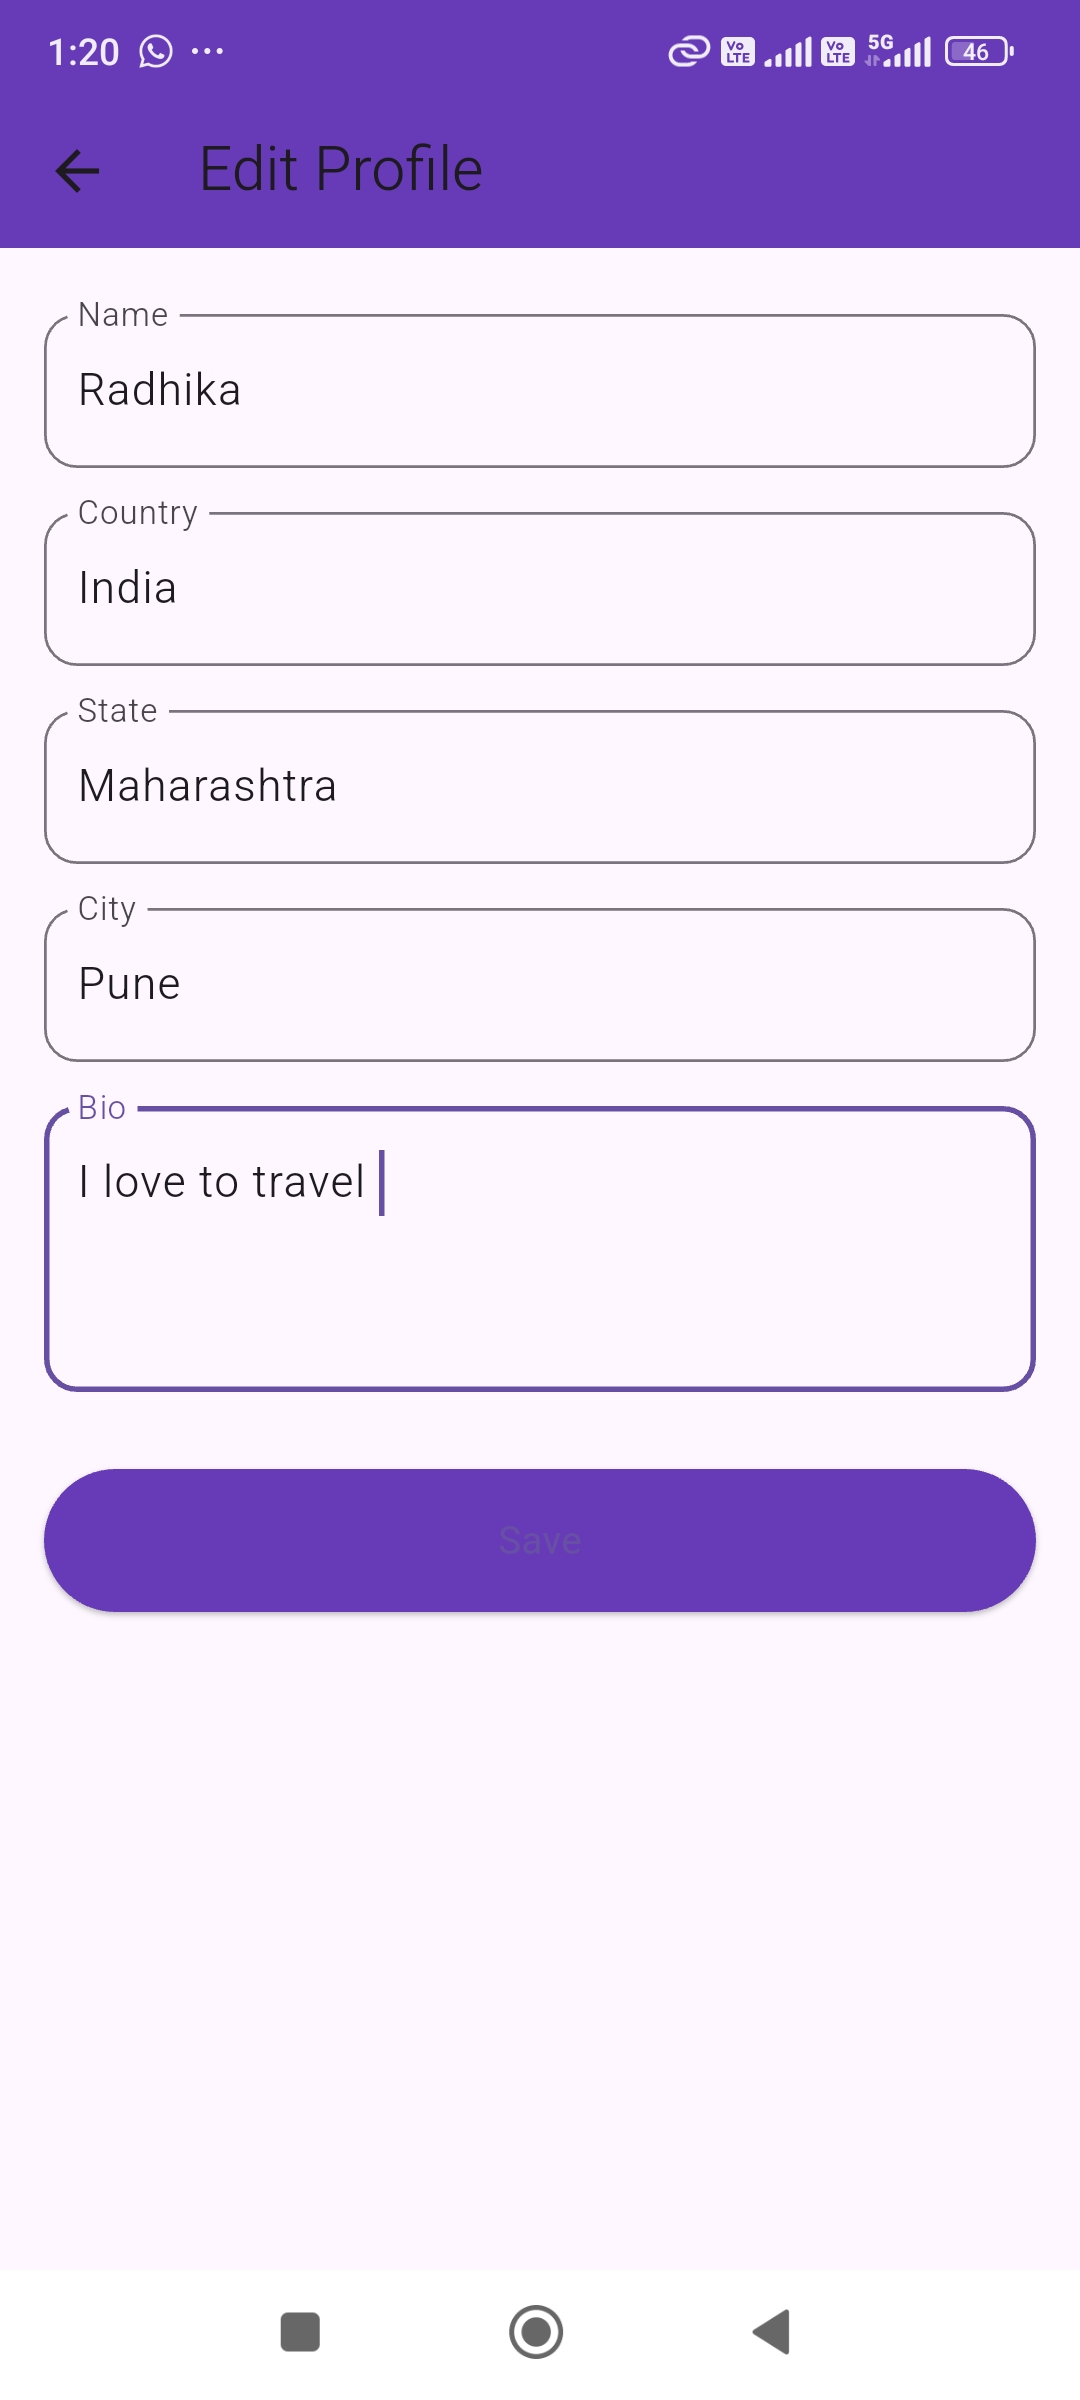 1:20 ... Vo LTE Vo LTE 5G 46
Edit Profile
Name
Radhika
Country
India
State
Maharashtra
City
Pune
Bio
I love to travel
Save